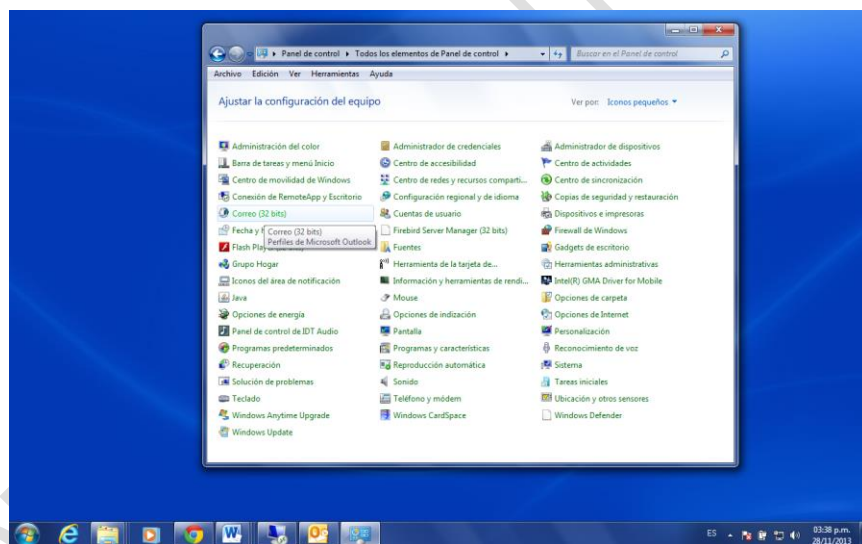 Panel de control ▸ Todos los elementos de Panel de control ▸
Buscar en el Panel de control
Archivo Edición Ver Herramientas Ayuda
Ajustar la configuración del equipo
Ver por: Iconos pequeños
Administración del color
Administrador de credenciales
Administrador de dispositivos
Barra de tareas y menú Inicio
Centro de accesibilidad
Centro de actividades
Centro de movilidad de Windows
Centro de redes y recursos comparti...
Centro de sincronización
Conexión de RemoteApp y Escritorio
Configuración regional y de idioma
Copias de seguridad y restauración
Correo (32 bits)
Cuentas de usuario
Dispositivos e impresoras
Fecha y
Correo (32 bits)
Perfiles de Microsoft Outlook
Firebird Server Manager (32 bits)
Firewall de Windows
Flash
Fuentes
Gadgets de escritorio
Grupo Hogar
Herramienta de la tarjeta de...
Herramientas administrativas
Iconos del área de notificación
Información y herramientas de rendi...
Intel(R) GMA Driver for Mobile
Java
Mouse
Opciones de carpeta
Opciones de energía
Opciones de indización
Opciones de Internet
Panel de control de IDT Audio
Pantalla
Personalización
Programas predeterminados
Programas y características
Reconocimiento de voz
Recuperación
Reproducción automática
Sistema
Solución de problemas
Sonido
Tareas iniciales
Teclado
Teléfono y módem
Ubicación y otros sensores
Windows Anytime Upgrade
Windows CardSpace
Windows Defender
Windows Update
ES
03:38 p.m.
28/11/2013